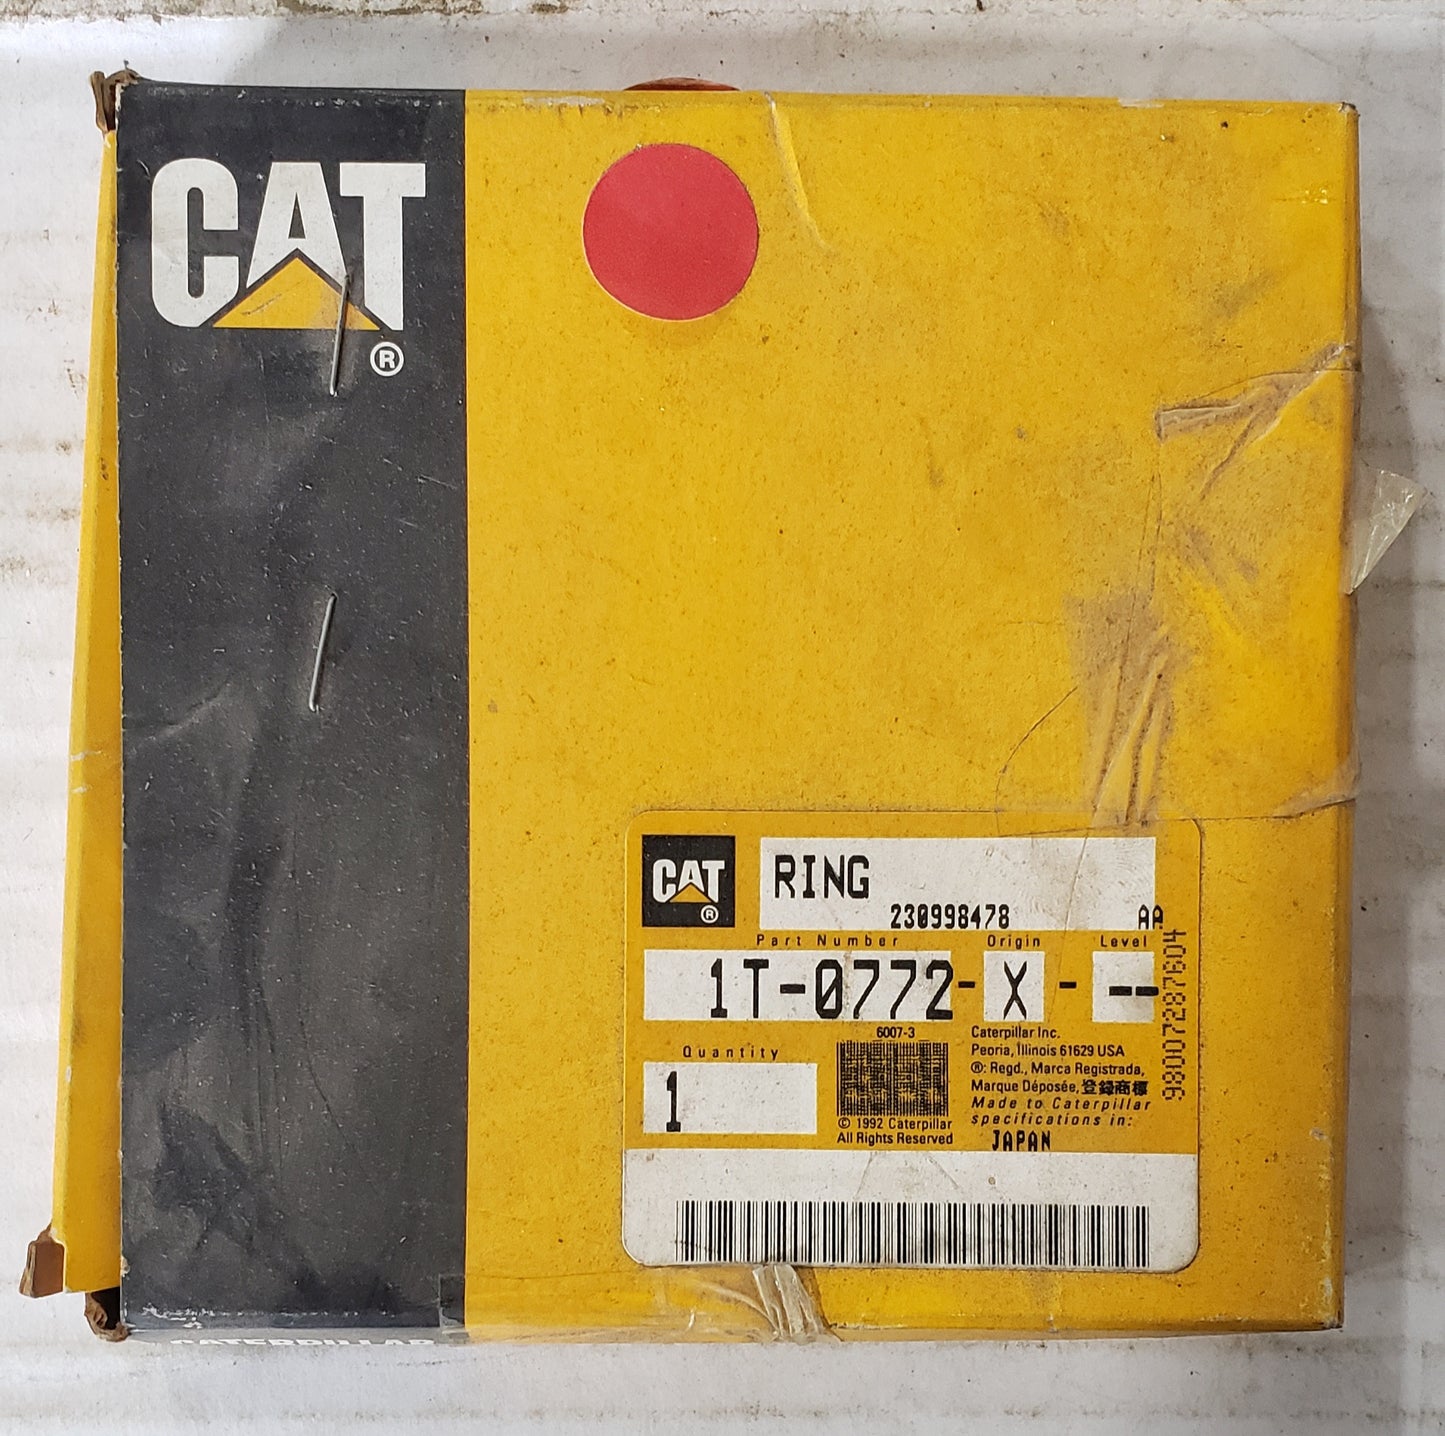 CAT
®
CAT
®
RING
230998478 AA
Part Number Origin Level
1T-0772-X---
6007-3
Quantity
1
Caterpillar Inc.
Peoria, Illinois 61629 USA
®: Regd., Marca Registrada,
Marque Déposée, 登録商標
Made to Caterpillar
specifications in:
JAPAN
© 1992 Caterpillar
All Rights Reserved
98007287604
CATERPILLAR